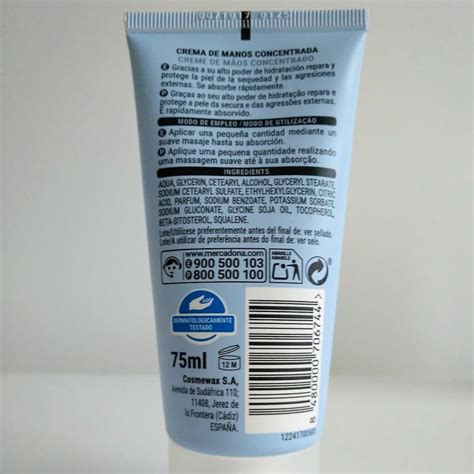 CREMA DE MANOS CONCENTRADA
CREME DE MÃOS CONCENTRADO
E Gracias a su alto poder de hidratación repara y
protege la piel de la sequedad y las agresiones
externas. Se absorbe rápidamente.
P Graças ao seu alto poder de hidratação repara e
protege a pele da secura e das agressões externas.
É rapidamente absorvido.
MODO DE EMPLEO / MODO DE UTILIZAÇÃO
E Aplicar una pequeña cantidad mediante un
suave masaje hasta su absorción.
P Aplique uma pequena quantidade realizando
uma massagem suave até à sua absorção.
INGREDIENTS
AQUA, GLYCERIN, CETEARYL ALCOHOL, GLYCERYL STEARATE,
SODIUM CETEARYL SULFATE, ETHYLHEXYLGLYCERIN, CITRIC
ACID, PARFUM, SODIUM BENZOATE, POTASSIUM SORBATE,
SODIUM GLUCONATE, GLYCINE SOJA OIL, TOCOPHEROL,
BETA-SITOSTEROL, SQUALENE.
Lote/Utilícese preferentemente antes del final de: ver sellado.
Lote/A utilizar de preferência antes do final de: ver selo.
www.mercadona.com
E 900 500 103
P 800 500 100
AMARILLO
AMARELO
DERMATOLOGICAMENTE
TESTADO
75ml
12 M
Cosmewax S.A,
Avenida de Sudáfrica 110;
11408, Jerez de
la Frontera (Cádiz)
ESPAÑA.
8 480000 706744